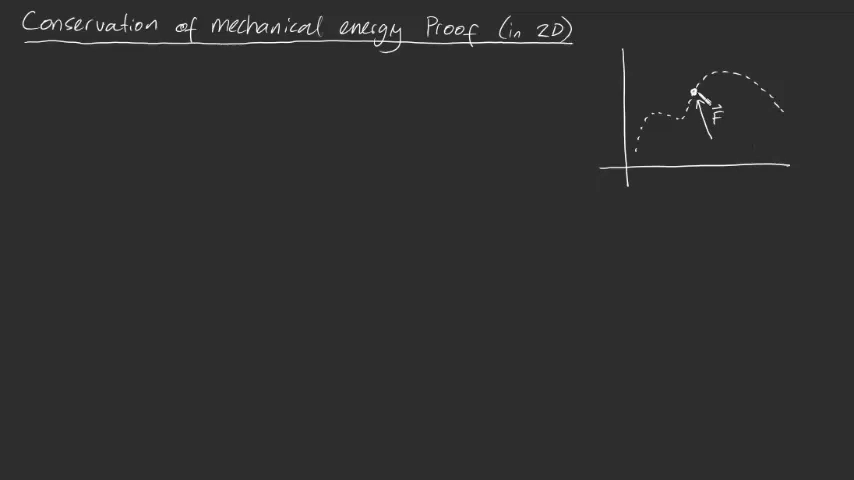 Conservation of mechanical energy Proof (in 2D)
F